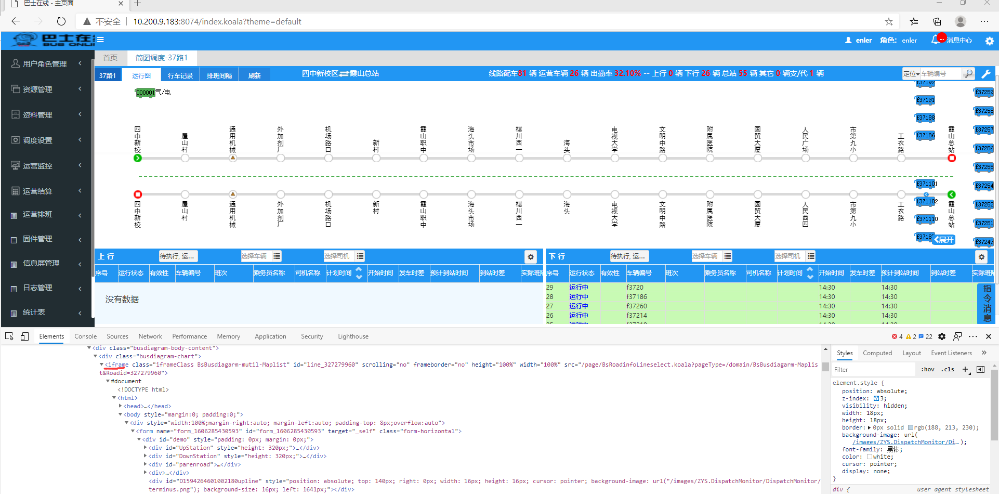 巴士在线 - 主页面
不安全 10.200.9.183:8074/index.koala?theme=default
巴士在线 BUS ONLINE
enler 角色: enler 消息中心
用户角色管理
资源管理
资料管理
调度设置
运营监控
运营结算
运营排班
固件管理
信息屏管理
日志管理
统计表
首页 简图调度-37路1
37路1 运行图 行车记录 排班间隔 刷新 四中新校区⇄霞山总站 线路配车81 辆 运营车辆 26 辆 出勤率 32.10% -- 上行 0 辆 下行 26 辆 总站 55 辆 其它 0 辆支/代 1 辆 定位 车辆编号
000001 气/电
f37192
f37191
f37188
f37186
f37259
f37258
f37257
f37256
f37255
f37254
f37252
f37251
f37249
四中新校 屋山村 通用机械 外加剂厂 机场路口 新村 霞山职中 海头市场 椹川西一 海头 电视大学 文明中路 附属医院 国贸大厦 人民广场 市第九小 工农路 霞山总站
f371101
f371102
f371110
f3718
展开
四中新校 屋山村 通用机械 外加剂厂 机场路口 新村 霞山职中 海头市场 椹川西一 海头 电视大学 文明中路 附属医院 国贸大厦 人民西四 市第九小 工农路 霞山总站
上 行 待执行, 运... 选择车辆 选择司机
序号 运行状态 有效性 车辆编号 班次 乘务员名称 司机名称 计划时间 开始时间 发车时差 预计到站时间 到站时差 实际班
没有数据
下 行 待执行, 运... 选择车辆 选择司机
序号 运行状态 有效性 车辆编号 班次 乘务员名称 司机名称 计划时间 开始时间 发车时差 预计到站时间 到站时差 实际班
29 运行中 f3720 14:30 14:30
28 运行中 f37186 14:30 14:30
27 运行中 f37260 14:30 14:30
26 运行中 f37214 14:30 14:30
指令消息
Elements Console Sources Network Performance Memory Application Security Lighthouse 4 2 22
<div class="busdiagram-body-content">
<div class="busdiagram-chart">
<iframe class="iframeClass BsBusdiagarm-mutil-Maplist" id="line_327279960" scrolling="no" frameborder="no" height="100%" width="100%" src="/page/BsRoadinfoLineselect.koala?pageType=/domain/BsBusdiagarm-Maplis
t&Roadid=327279960">
#document
<!DOCTYPE html>
<html>
<head>…</head>
<body style="margin:0; padding:0;">
<div style="width:100%;margin-right:auto; margin-left:auto; padding-top: 8px;overflow:auto">
<form name="form_1606285430593" id="form_1606285430593" target="_self" class="form-horizontal">
<div id="demo" style="padding: 0px; margin: 0px;">
<div id="UpStation" style="height: 320px;">…</div>
<div id="DownStation" style="height: 320px;">…</div>
<div id="parenroad">…</div>
<div>…</div>
<div id="D1594264601002180upline" style="position: absolute; top: 140px; right: 0px; width: 16px; height: 16px; cursor: pointer; background-image: url("/images/ZYS.DispatchMonitor/DispatchMonitor/
terminus.png"); background-size: 16px; left: 1641px;"></div>
Styles Computed Layout Event Listeners
Filter :hov .cls
element.style {
position: absolute;
z-index: 3;
visibility: hidden;
width: 18px;
height: 18px;
border: 0px solid rgb(188, 213, 230);
background-image: url(
/images/ZYS.DispatchMonitor/Di… );
font-family: 黑体;
color: white;
cursor: pointer;
display: none;
}
div { user agent stylesheet